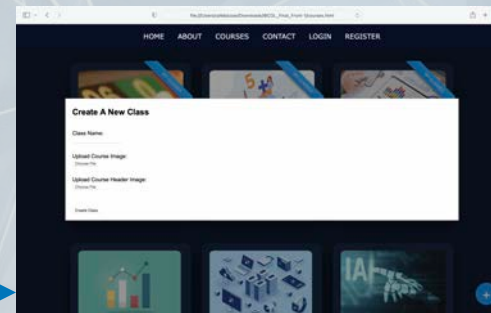 HOME ABOUT COURSES CONTACT LOGIN REGISTER
Create A New Class
Class Name:
Upload Course Image:
Choose File
Upload Course Header Image:
Choose File
Create Class
IAI